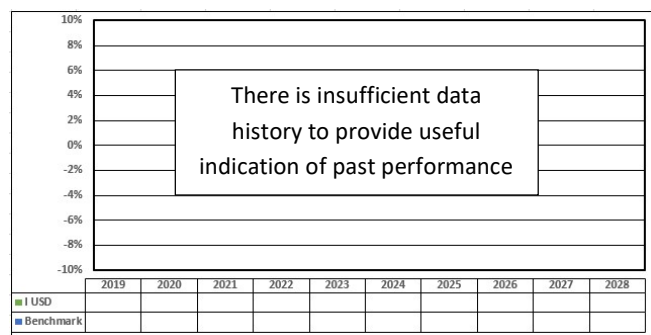 10%
8%
6%
4%
2%
0%
-2%
-4%
-6%
-8%
-10%
There is insufficient data
history to provide useful
indication of past performance
2019 2020 2021 2022 2023 2024 2025 2026 2027 2028
I USD
Benchmark